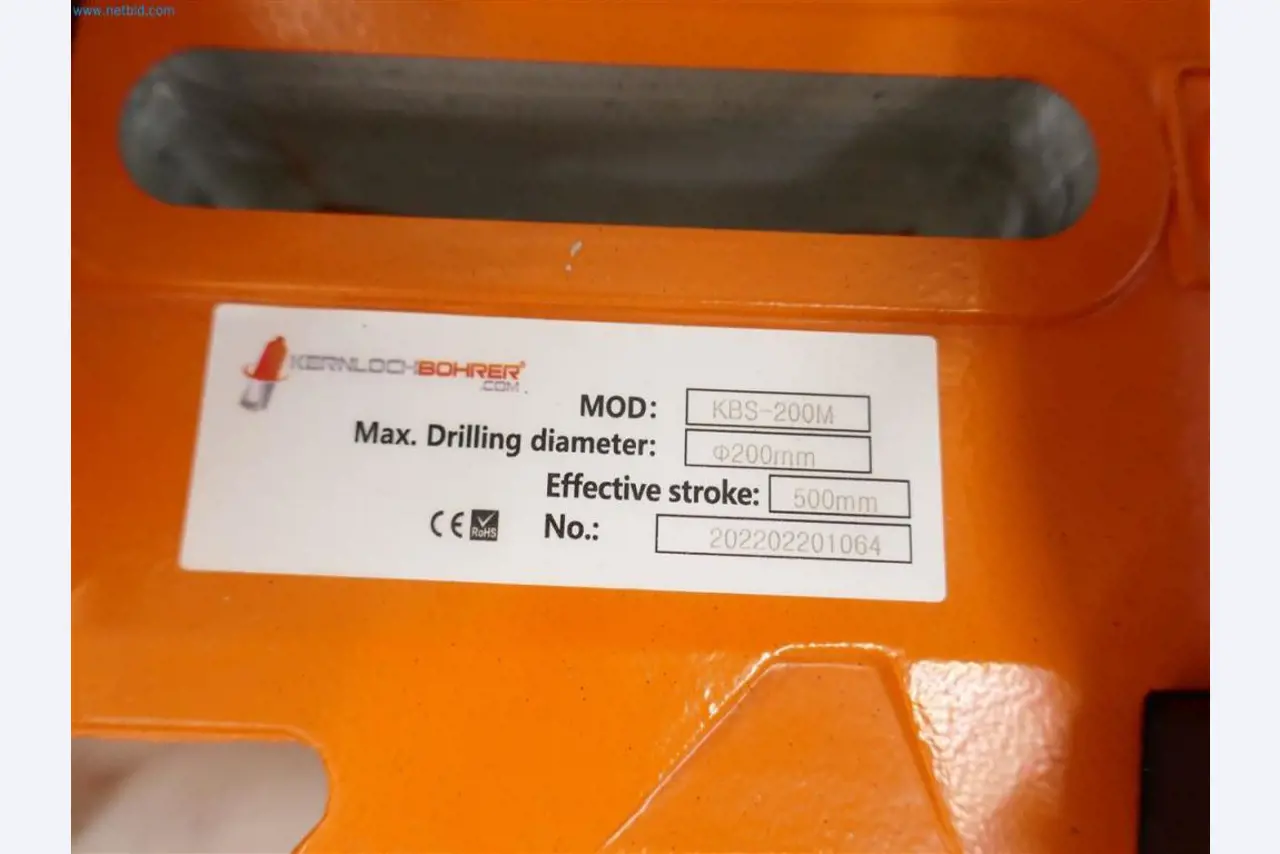 www.netbid.com
KERNLOCHBOHRER
.COM
MOD: KBS-200M
Max. Drilling diameter: Φ200mm
Effective stroke: 500mm
CE RoHS No.: 202202201064